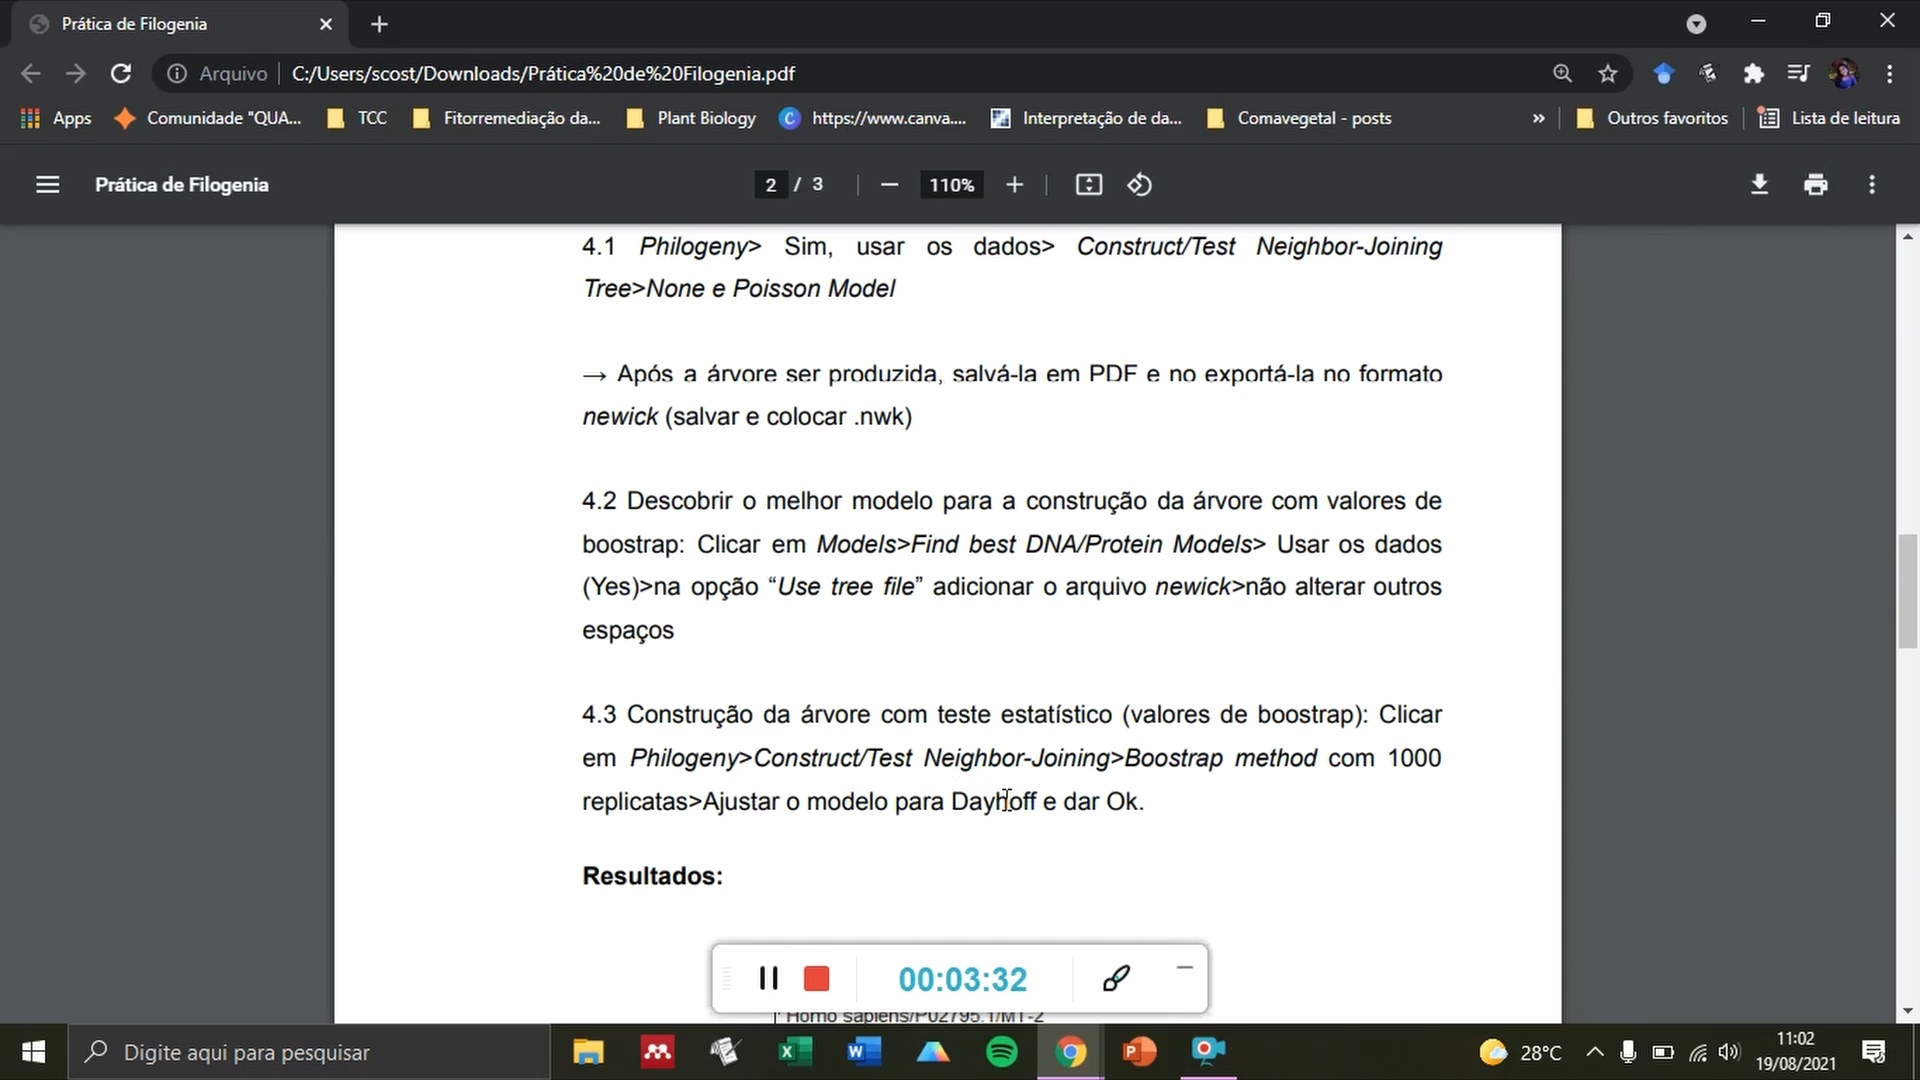 Prática de Filogenia
Arquivo
C:/Users/scost/Downloads/Prática%20de%20Filogenia.pdf
Apps
Comunidade "QUA...
TCC
Fitorremediação da...
Plant Biology
https://www.canva....
Interpretação de da...
Comavegetal - posts
»
Outros favoritos
Lista de leitura
Prática de Filogenia
2 / 3
110%
4.1 Philogeny> Sim, usar os dados> Construct/Test Neighbor-Joining
Tree>None e Poisson Model
→ Após a árvore ser produzida, salvá-la em PDF e no exportá-la no formato
newick (salvar e colocar .nwk)
4.2 Descobrir o melhor modelo para a construção da árvore com valores de
boostrap: Clicar em Models>Find best DNA/Protein Models> Usar os dados
(Yes)>na opção “Use tree file” adicionar o arquivo newick>não alterar outros
espaços
4.3 Construção da árvore com teste estatístico (valores de boostrap): Clicar
em Philogeny>Construct/Test Neighbor-Joining>Boostrap method com 1000
replicatas>Ajustar o modelo para Dayhoff e dar Ok.
Resultados:
00:03:32
Homo sapiens/P02795.1/MT-2
Digite aqui para pesquisar
28°C
11:02
19/08/2021